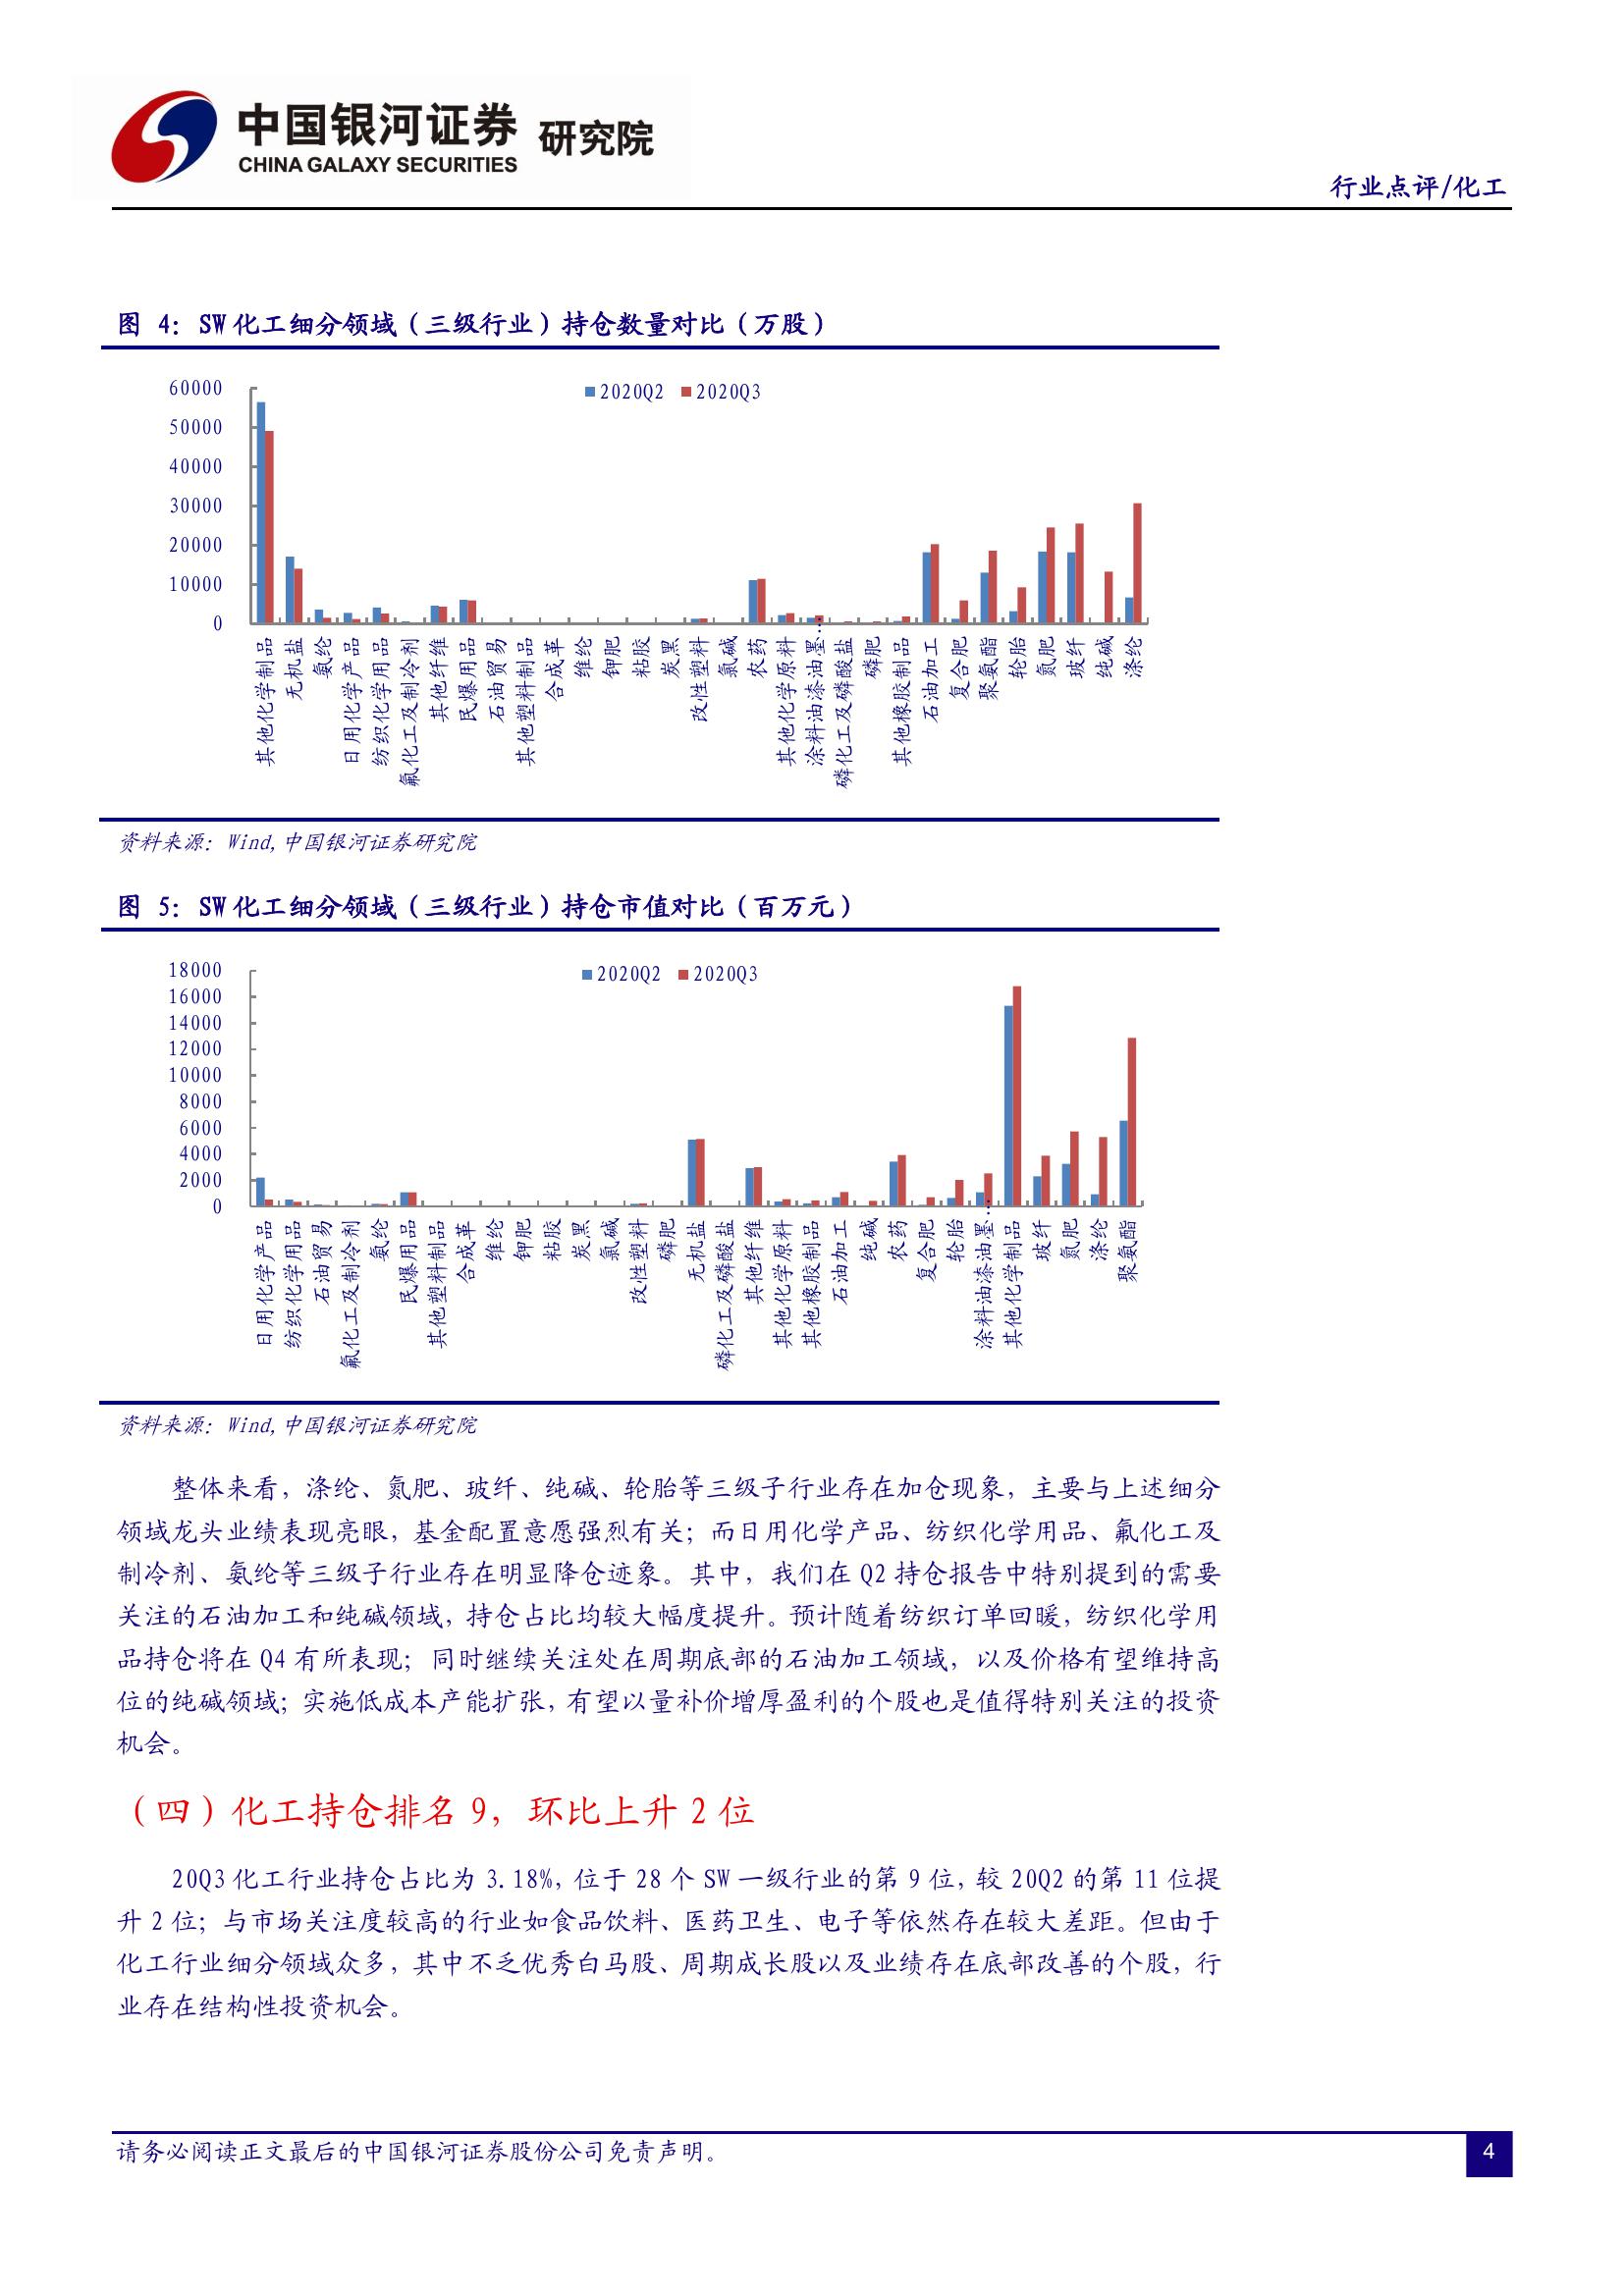 中国银河证券 研究院
CHINA GALAXY SECURITIES
行业点评/化工
图 4: SW化工细分领域（三级行业）持仓数量对比（万股）
2020Q2 2020Q3
60000
50000
40000
30000
20000
10000
0
其他化学制品
无机盐
氨纶
日用化学产品
纺织化学用品
氟化工及制冷剂
其他纤维
民爆用品
石油贸易
其他塑料制品
合成革
维纶
钾肥
粘胶
炭黑
改性塑料
氯碱
农药
其他化学原料
涂料油漆油墨…
磷化工及磷酸盐
磷肥
其他橡胶制品
石油加工
复合肥
聚氨酯
轮胎
氮肥
玻纤
纯碱
涤纶
资料来源: Wind,中国银河证券研究院
图 5: SW化工细分领域（三级行业）持仓市值对比（百万元）
2020Q2 2020Q3
18000
16000
14000
12000
10000
8000
6000
4000
2000
0
日用化学产品
纺织化学用品
石油贸易
氟化工及制冷剂
氨纶
民爆用品
其他塑料制品
合成革
维纶
钾肥
粘胶
炭黑
氯碱
改性塑料
磷肥
无机盐
磷化工及磷酸盐
其他纤维
其他化学原料
其他橡胶制品
石油加工
纯碱
农药
复合肥
轮胎
涂料油漆油墨…
其他化学制品
玻纤
氮肥
涤纶
聚氨酯
资料来源: Wind,中国银河证券研究院
整体来看，涤纶、氮肥、玻纤、纯碱、轮胎等三级子行业存在加仓现象，主要与上述细分
领域龙头业绩表现亮眼，基金配置意愿强烈有关；而日用化学产品、纺织化学用品、氟化工及
制冷剂、氨纶等三级子行业存在明显降仓迹象。其中，我们在 Q2 持仓报告中特别提到的需要
关注的石油加工和纯碱领域，持仓占比均较大幅度提升。预计随着纺织订单回暖，纺织化学用
品持仓将在 Q4 有所表现；同时继续关注处在周期底部的石油加工领域，以及价格有望维持高
位的纯碱领域；实施低成本产能扩张，有望以量补价增厚盈利的个股也是值得特别关注的投资
机会。
（四）化工持仓排名 9，环比上升 2 位
20Q3 化工行业持仓占比为 3.18%，位于 28 个 SW 一级行业的第 9 位，较 20Q2 的第 11 位提
升 2 位；与市场关注度较高的行业如食品饮料、医药卫生、电子等依然存在较大差距。但由于
化工行业细分领域众多，其中不乏优秀白马股、周期成长股以及业绩存在底部改善的个股，行
业存在结构性投资机会。
请务必阅读正文最后的中国银河证券股份公司免责声明。
4